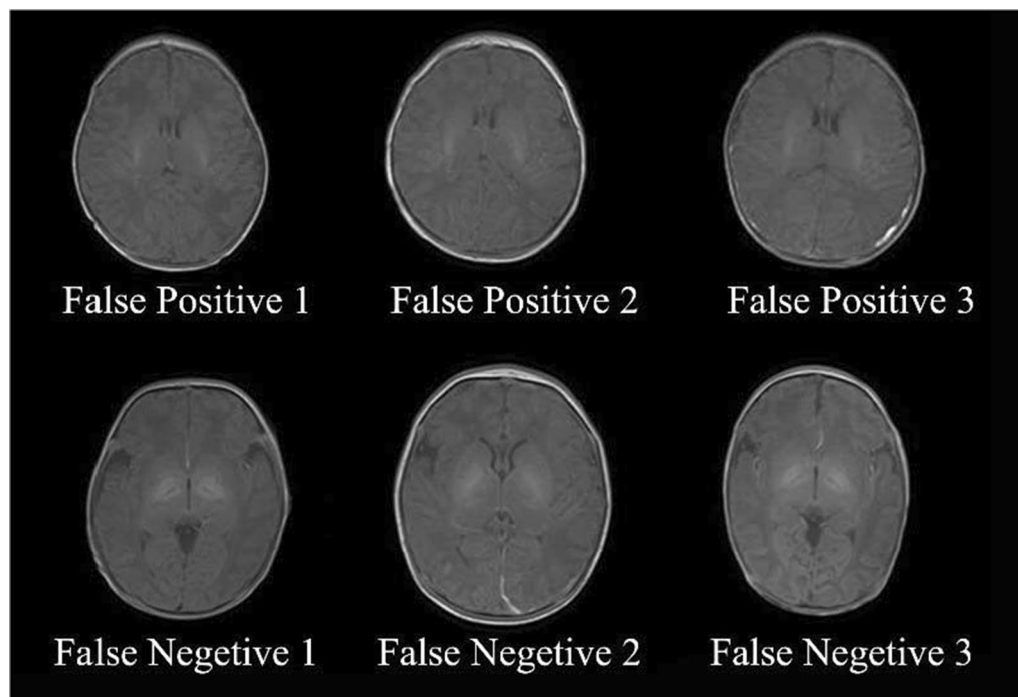 False Positive 1
False Positive 2
False Positive 3
False Negetive 1
False Negetive 2
False Negetive 3